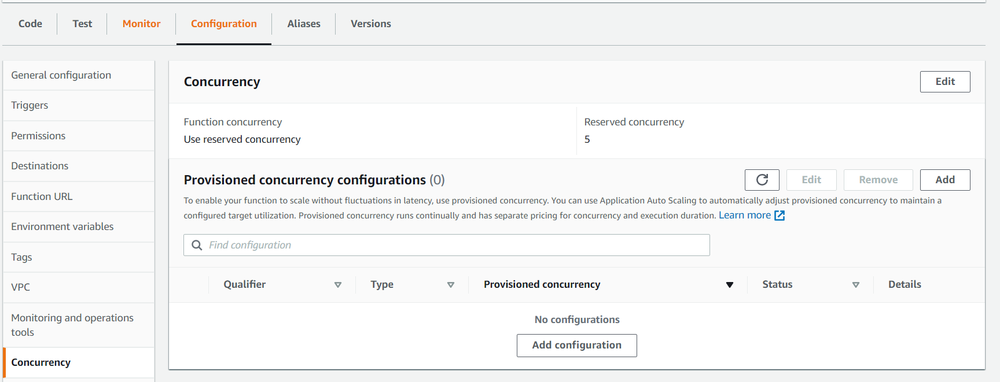 Code Test Monitor Configuration Aliases Versions
General configuration
Triggers
Permissions
Destinations
Function URL
Environment variables
Tags
VPC
Monitoring and operations
tools
Concurrency
Concurrency
Edit
Function concurrency
Use reserved concurrency
Reserved concurrency
5
Provisioned concurrency configurations (0)
Edit Remove Add
To enable your function to scale without fluctuations in latency, use provisioned concurrency. You can use Application Auto Scaling to automatically adjust provisioned concurrency to maintain a
configured target utilization. Provisioned concurrency runs continually and has separate pricing for concurrency and execution duration. Learn more
Find configuration
Qualifier Type Provisioned concurrency Status Details
No configurations
Add configuration